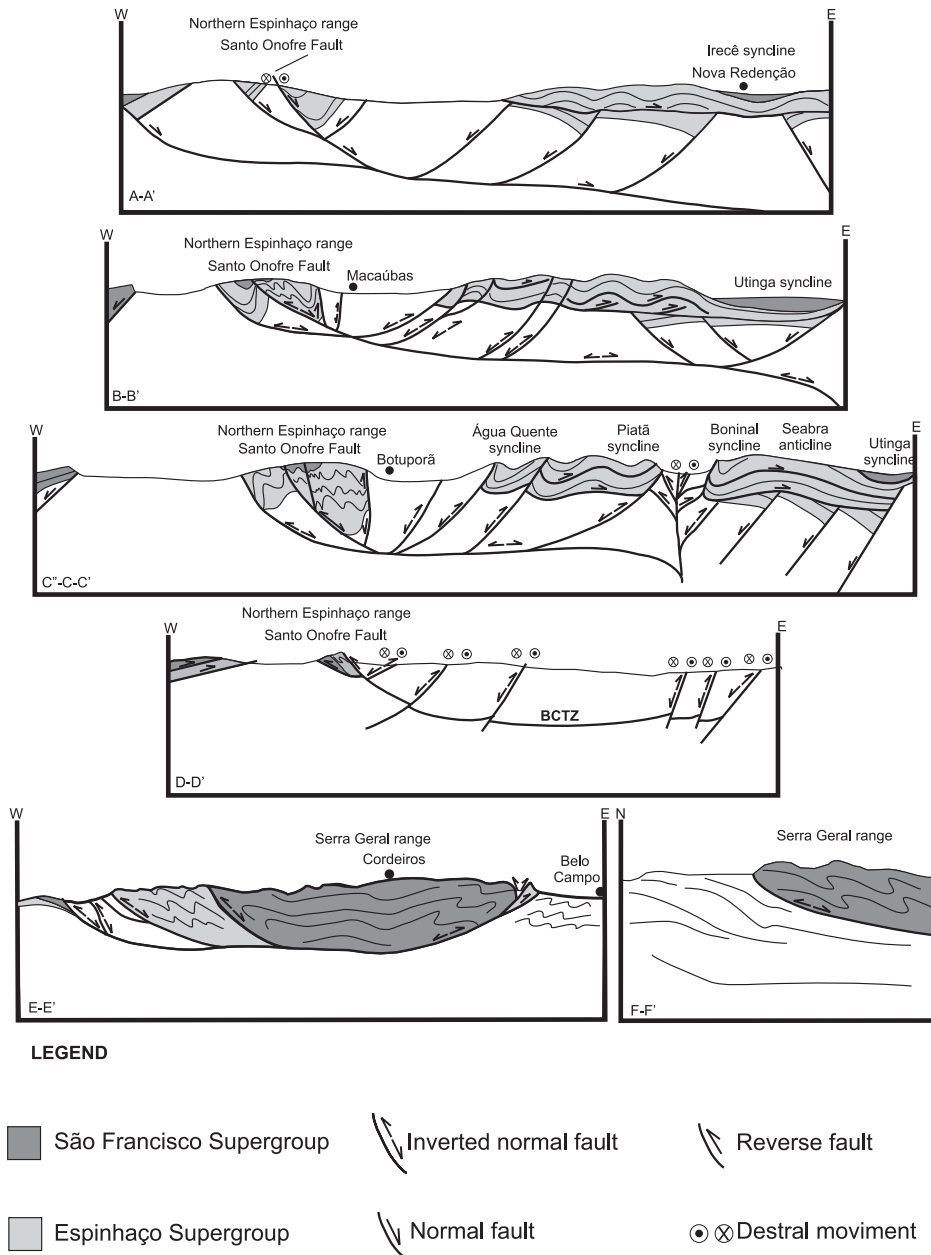 W
E
Northern Espinhaço range
Santo Onofre Fault
Irecê syncline
Nova Redenção
A-A'
W
E
Northern Espinhaço range
Santo Onofre Fault
Macaúbas
Utinga syncline
B-B'
W
E
Northern Espinhaço range
Santo Onofre Fault
Botuporã
Água Quente
syncline
Piatã
syncline
Boninal
syncline
Seabra
anticline
Utinga
syncline
C"-C-C'
W
E
Northern Espinhaço range
Santo Onofre Fault
BCTZ
D-D'
W
E
Serra Geral range
Cordeiros
Belo
Campo
E-E'
N
Serra Geral range
F-F'
LEGEND
São Francisco Supergroup
Inverted normal fault
Reverse fault
Espinhaço Supergroup
Normal fault
Destral moviment